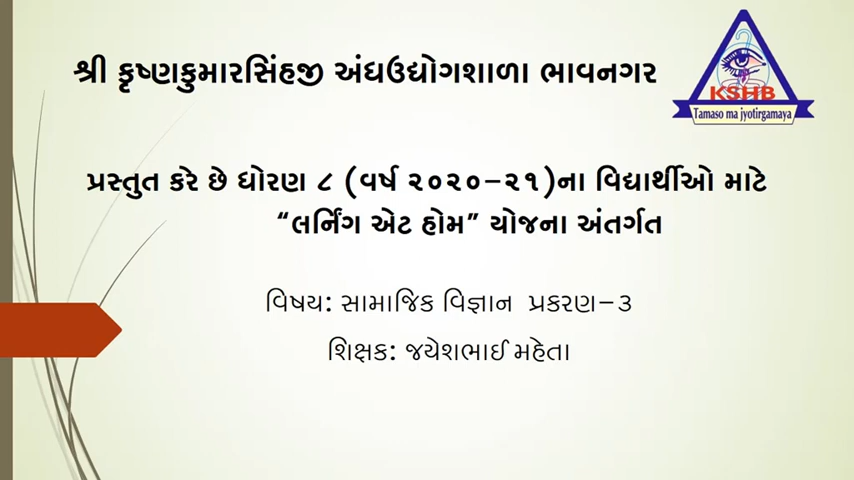 શ્રી કૃષ્ણકુમારસિંહજી અંધઉદ્યોગશાળા ભાવનગર
KSHB
Tamaso ma jyotirgamaya
પ્રસ્તુત કરે છે ધોરણ ૮ (વર્ષ ૨૦૨૦–૨૧)ના વિદ્યાર્થીઓ માટે
“લર્નિંગ એટ હોમ” યોજના અંતર્ગત
વિષય: સામાજિક વિજ્ઞાન પ્રકરણ–૩
શિક્ષક: જયેશભાઈ મહેતા